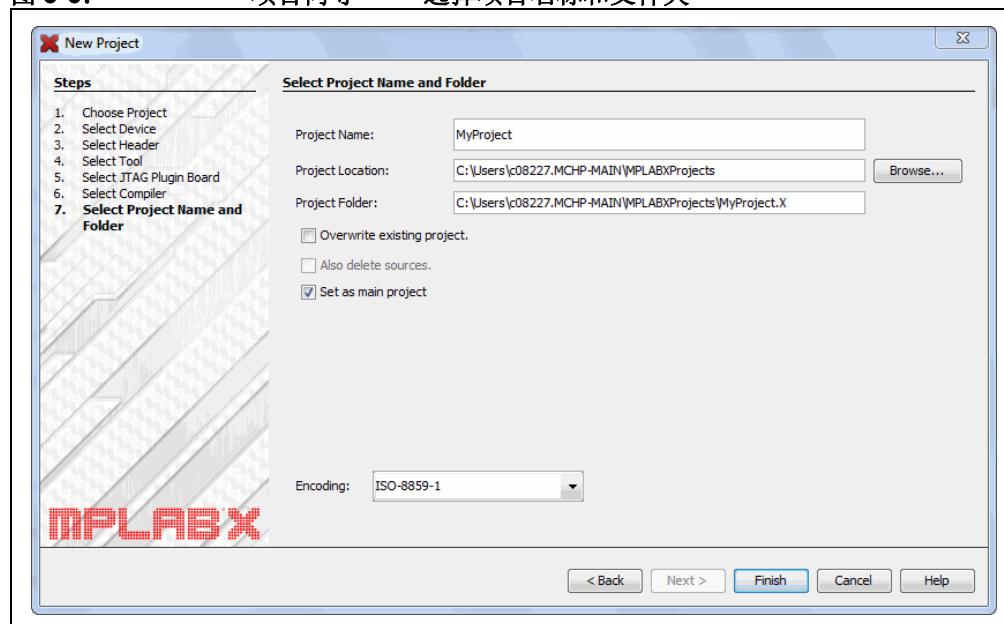 New Project
Steps
1. Choose Project
2. Select Device
3. Select Header
4. Select Tool
5. Select JTAG Plugin Board
6. Select Compiler
7. Select Project Name and
Folder
Select Project Name and Folder
Project Name: MyProject
Project Location: C:\Users\c08227.MCHP-MAIN\MPLABXProjects Browse...
Project Folder: C:\Users\c08227.MCHP-MAIN\MPLABXProjects\MyProject.X
Overwrite existing project.
Also delete sources.
Set as main project
Encoding: ISO-8859-1
MPLAB X
< Back Next > Finish Cancel Help